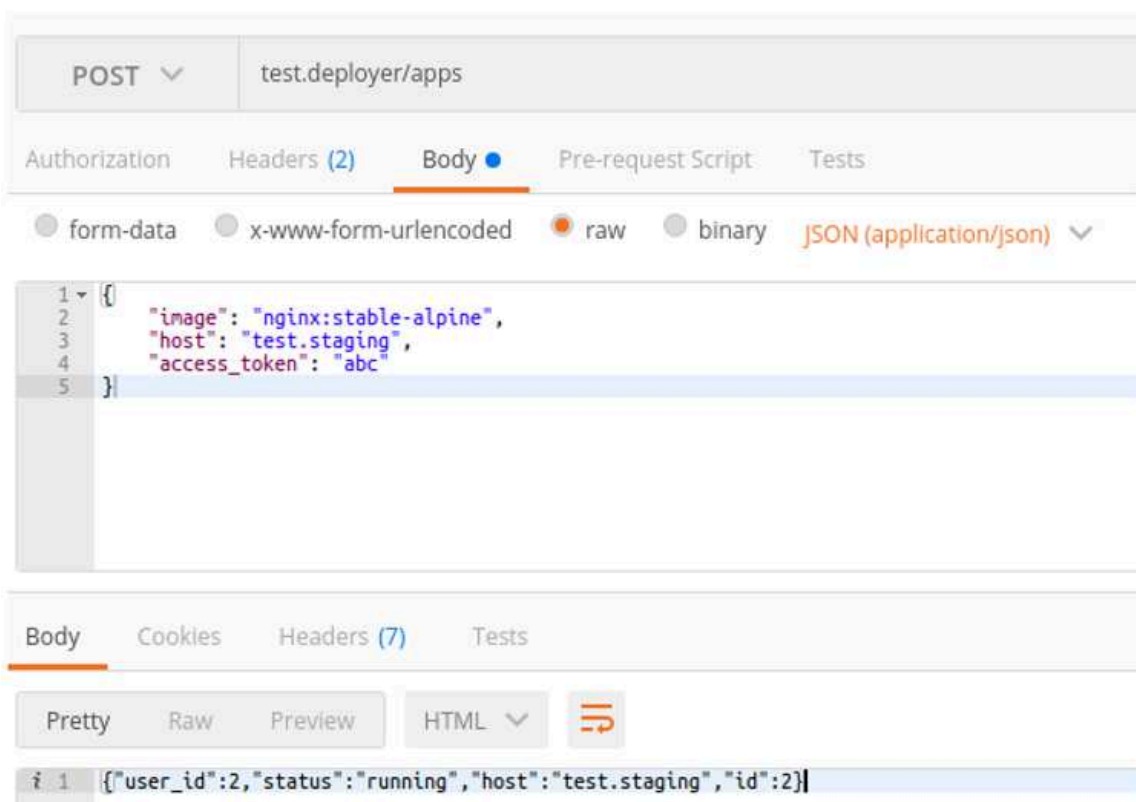 POST test.deployer/apps
Authorization Headers (2) Body Pre-request Script Tests
form-data x-www-form-urlencoded raw binary JSON (application/json)
1 {
2 "image": "nginx:stable-alpine",
3 "host": "test.staging",
4 "access_token": "abc"
5 }
Body Cookies Headers (7) Tests
Pretty Raw Preview HTML
i 1 {"user_id":2,"status":"running","host":"test.staging","id":2}